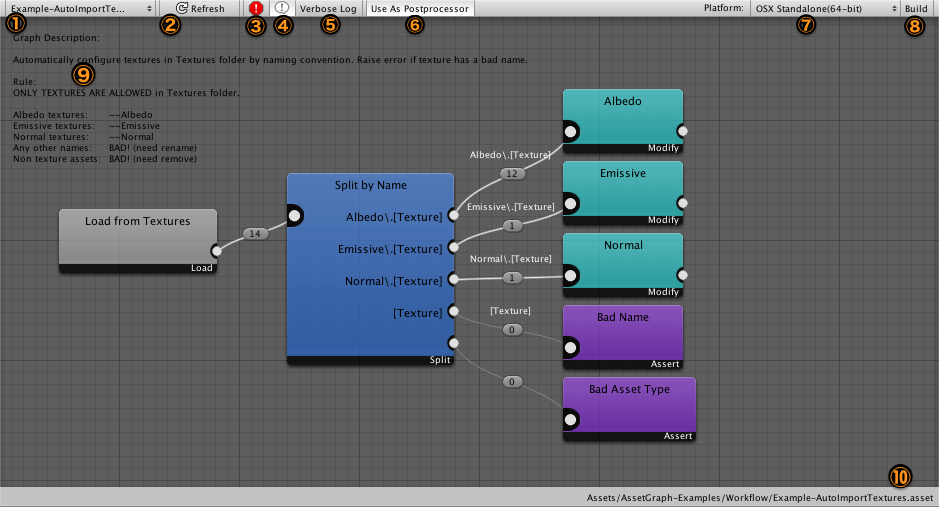 Example-AutoImportTe...
Refresh
Verbose Log
Use As Postprocessor
Platform:
OSX Standalone(64-bit)
Build
①
②
③
④
⑤
⑥
⑦
⑧
Graph Description:
Automatically configure textures in Textures folder by naming convention. Raise error if texture has a bad name.
⑨
Rule:
ONLY TEXTURES ARE ALLOWED in Textures folder.
Albedo textures: ~~Albedo
Emissive textures: ~~Emissive
Normal textures: ~~Normal
Any other names: BAD! (need rename)
Non texture assets: BAD! (need remove)
Load from Textures
Load
14
Split by Name
Albedo\.[Texture]
Emissive\.[Texture]
Normal\.[Texture]
[Texture]
Split
Albedo\.[Texture]
12
Emissive\.[Texture]
1
Normal\.[Texture]
1
[Texture]
0
0
Albedo
Modify
Emissive
Modify
Normal
Modify
Bad Name
Assert
Bad Asset Type
Assert
⑩
Assets/AssetGraph-Examples/Workflow/Example-AutoImportTextures.asset